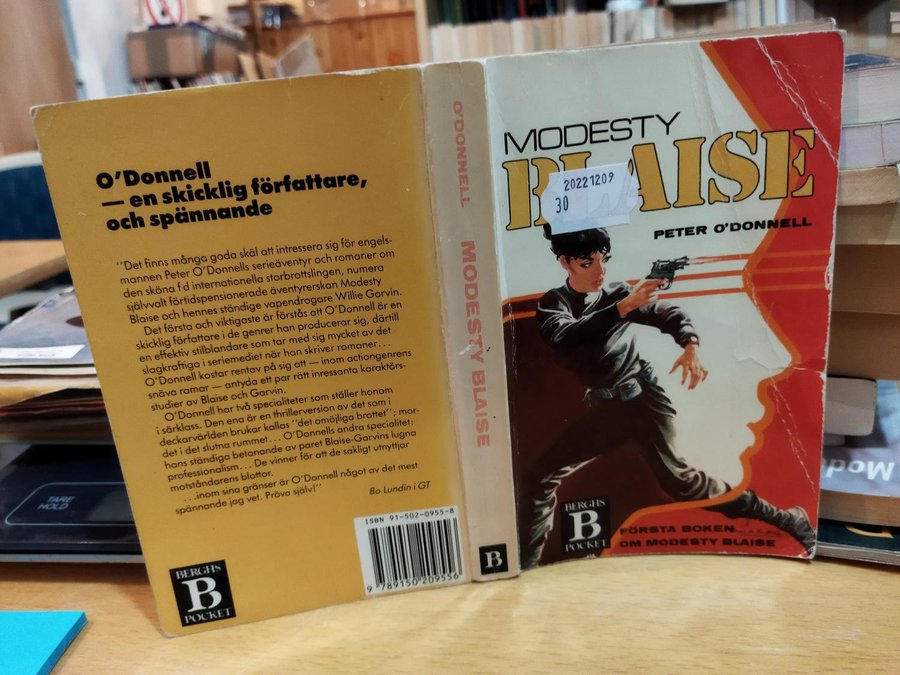 O'Donnell
— en skicklig författare,
och spännande
"Det finns många goda skäl att intressera sig för engels-
mannen Peter O'Donnells serieäventyr och romaner om
den sköna f d internationella storbrottslingen, numera
självvalt förtidspensionerade äventyrerskan Modesty
Blaise och hennes ständige vapendragare Willie Garvin.
Det första och viktigaste är förstås att O'Donnell är en
skicklig författare i de genrer han producerar sig, därtill
en effektiv stilblandare som tar med sig mycket av det
slagkraftiga i seriemediet när han skriver romaner...
O'Donnell kostar rentav på sig att — inom actiongenrens
snäva ramar — antyda ett par rätt inressanta karaktärs-
studier av Blaise och Garvin.
O'Donnell har två specialiteter som ställer honom
i särklass. Den ena är en thrillerversion av det som i
deckarvärlden brukar kallas "det omöjliga brottet"; mor-
det i det slutna rummet... O'Donnells andra specialitet:
hans ständiga betonande av paret Blaise-Garvins lugna
professionalism... De vinner för att de sakligt utnyttjar
motståndarens blottor.
...inom sina gränser är O'Donnell något av det mest
spännande jag vet. Pröva själv!"
Bo Lundin i GT
ISBN 91-502-0955-8
9 789150 209556
BERGHS
B
POCKET
O'DONNELL
MODESTY BLAISE
B
MODESTY
BLAISE
20221209
30
PETER O'DONNELL
BERGHS
B
POCKET
FÖRSTA BOKEN
OM MODESTY BLAISE
TARE
HOLD